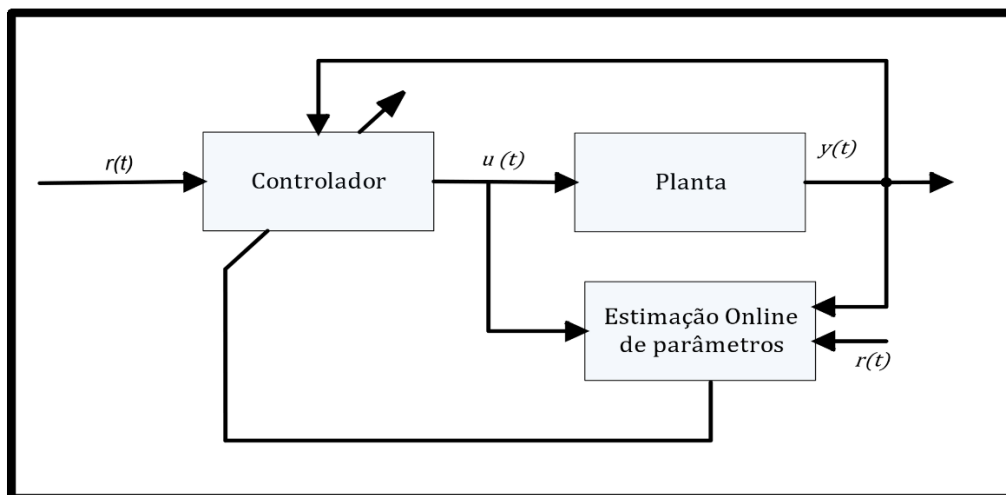 r(t)
Controlador
u (t)
Planta
y(t)
Estimação Online
de parâmetros
r(t)